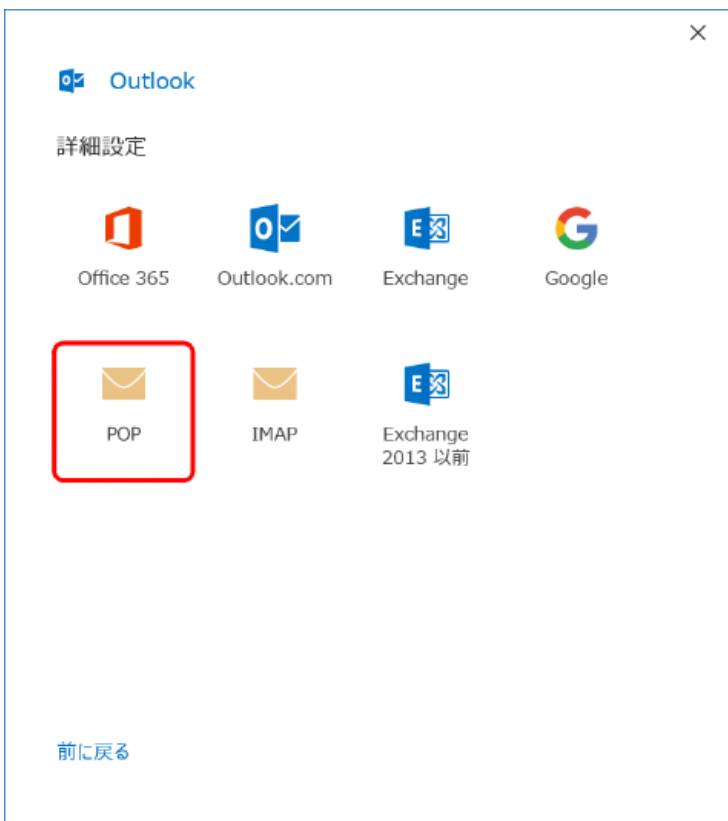 Outlook
詳細設定
Office 365
Outlook.com
Exchange
Google
POP
IMAP
Exchange
2013 以前
前に戻る